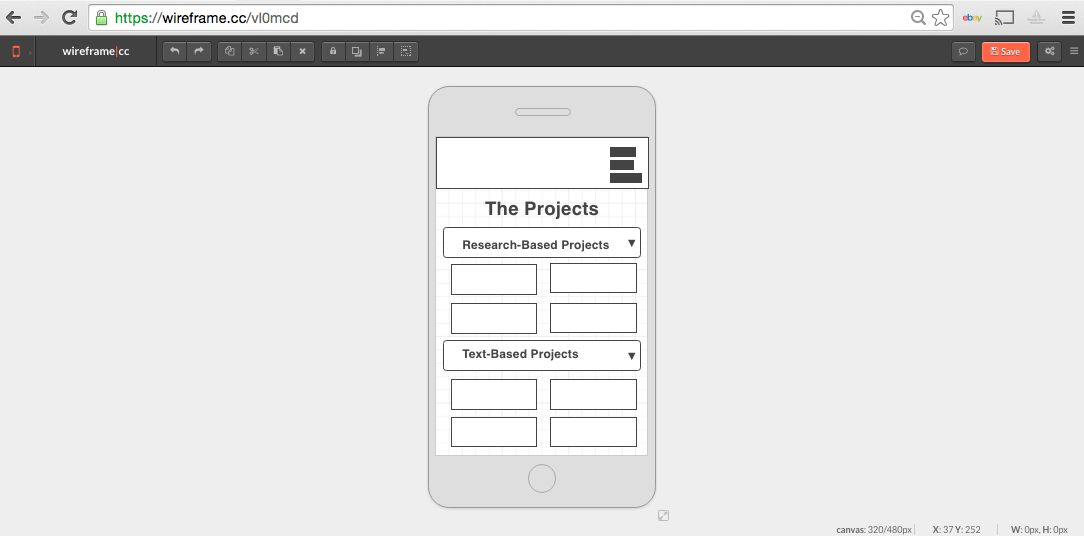 https://wireframe.cc/vl0mcd
ebay
wireframe|cc
Save
The Projects
Research-Based Projects
Text-Based Projects
canvas: 320/480px X: 37 Y: 252 W: 0px, H: 0px